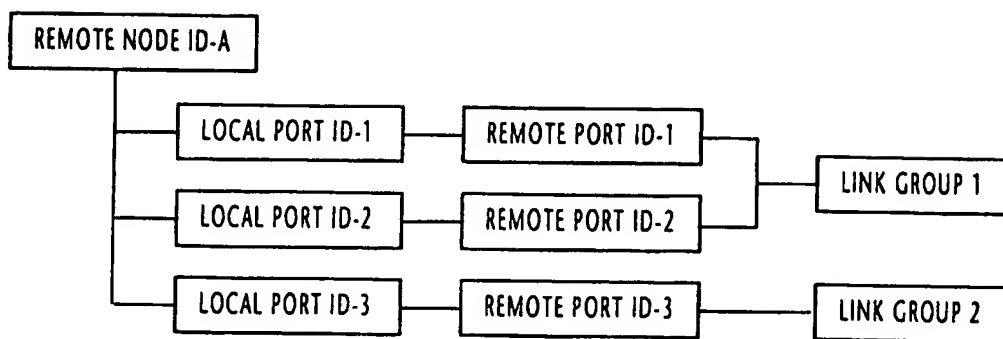 REMOTE NODE ID-A
LOCAL PORT ID-1
REMOTE PORT ID-1
LINK GROUP 1
LOCAL PORT ID-2
REMOTE PORT ID-2
LOCAL PORT ID-3
REMOTE PORT ID-3
LINK GROUP 2